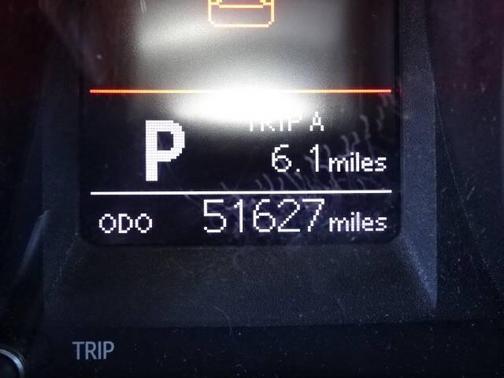 TRIP A
P
6.1 miles
ODO 51627 miles
TRIP